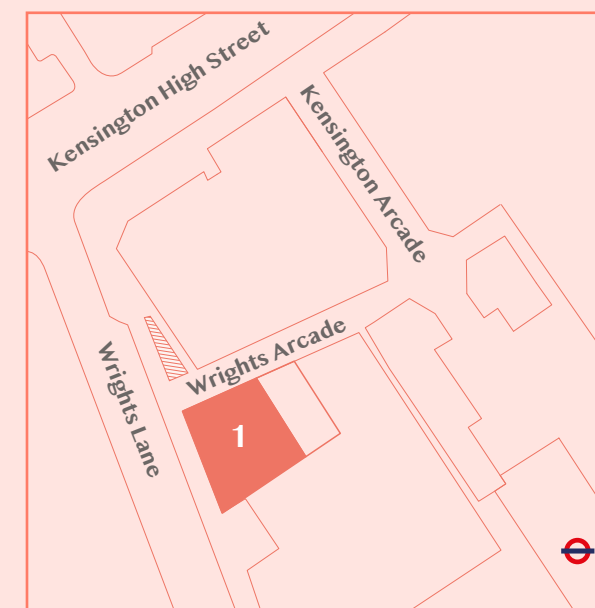 Kensington High Street
Kensington Arcade
Wrights Arcade
Wrights Lane
1